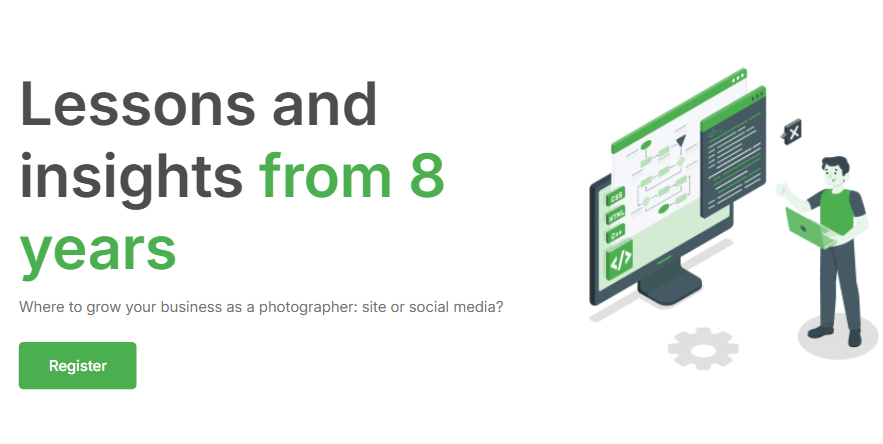 Lessons and
insights from 8
years
Where to grow your business as a photographer: site or social media?
Register
CSS
HTML
C++
</>
X